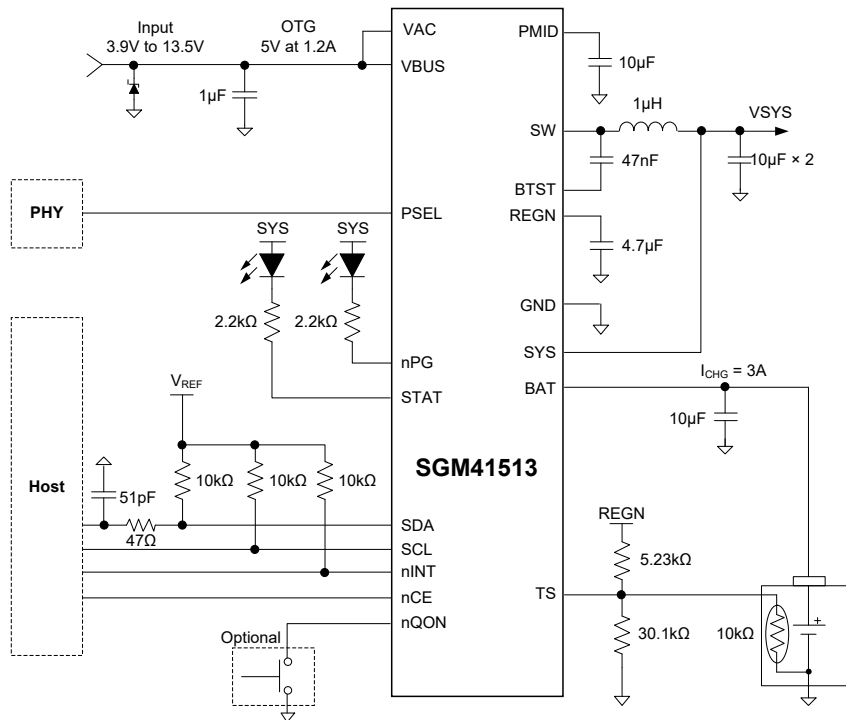 Input
3.9V to 13.5V
OTG
5V at 1.2A
1µF
VAC
VBUS
PMID
10µF
1µH
VSYS
SW
47nF
10µF × 2
BTST
PHY
PSEL
REGN
4.7µF
SYS
SYS
GND
2.2kΩ
2.2kΩ
SYS
nPG
BAT
ICHG = 3A
VREF
STAT
10µF
SGM41513
Host
51pF
10kΩ
10kΩ
10kΩ
47Ω
SDA
SCL
nINT
nCE
nQON
REGN
5.23kΩ
TS
30.1kΩ
10kΩ
+
Optional